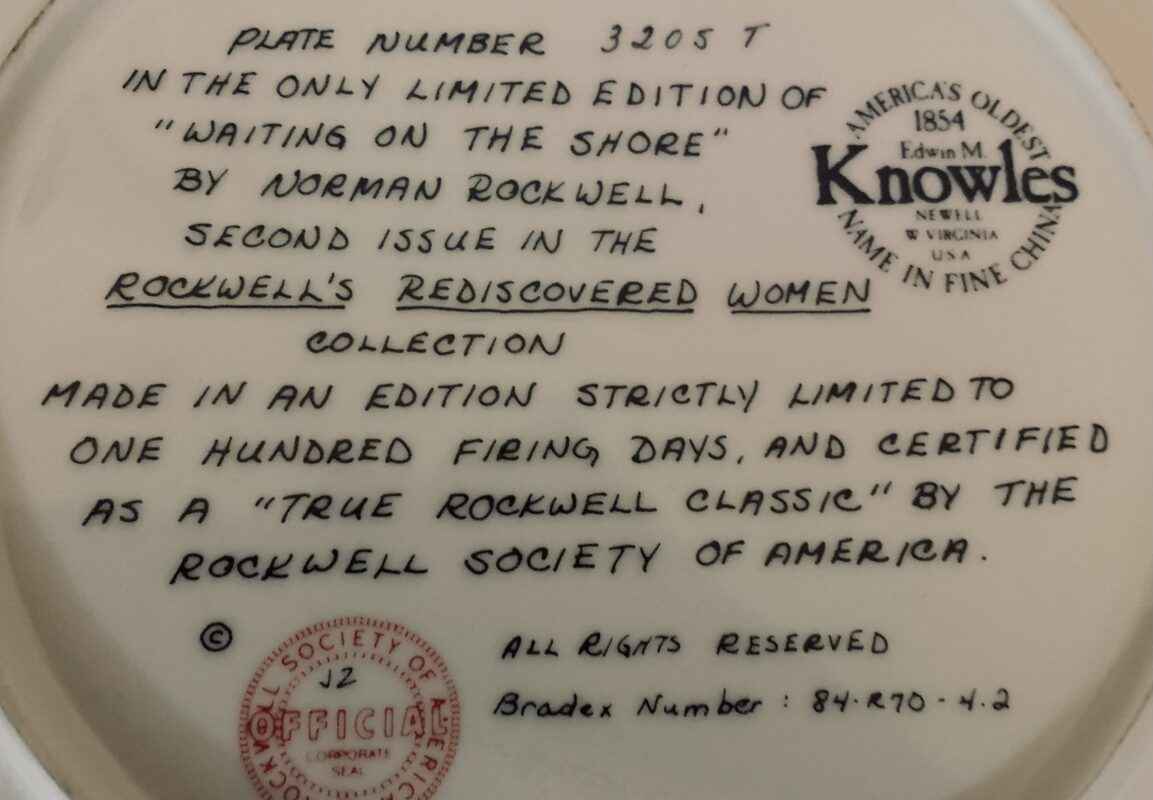 PLATE NUMBER 3205 T
IN THE ONLY LIMITED EDITION OF
"WAITING ON THE SHORE"
BY NORMAN ROCKWELL,
SECOND ISSUE IN THE
ROCKWELL'S REDISCOVERED WOMEN
COLLECTION
MADE IN AN EDITION STRICTLY LIMITED TO
ONE HUNDRED FIRING DAYS, AND CERTIFIED
AS A "TRUE ROCKWELL CLASSIC" BY THE
ROCKWELL SOCIETY OF AMERICA.
AMERICA'S OLDEST
1854
Edwin M.
Knowles
NEWELL
W VIRGINIA
USA
NAME IN FINE CHINA
©
ROCKWELL SOCIETY OF AMERICA
JZ
OFFICIAL
CORPORATE
SEAL
ALL RIGHTS RESERVED
Bradex Number : 84-R70-4.2